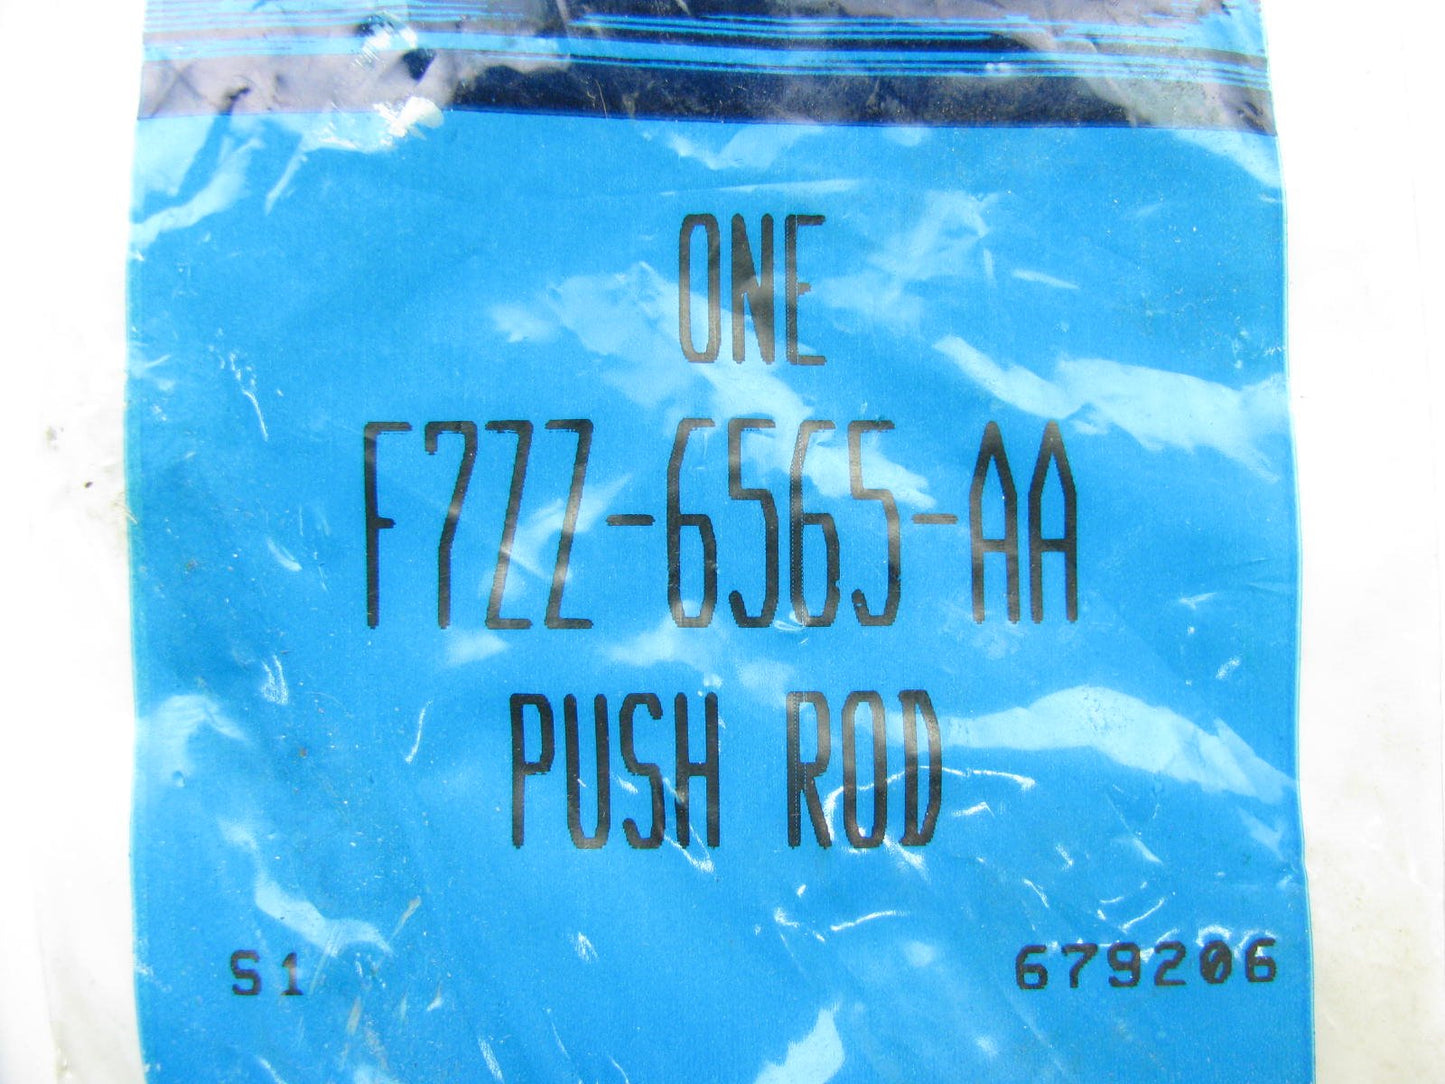 ONE
F7ZZ-6565-AA
PUSH ROD
S1 679206